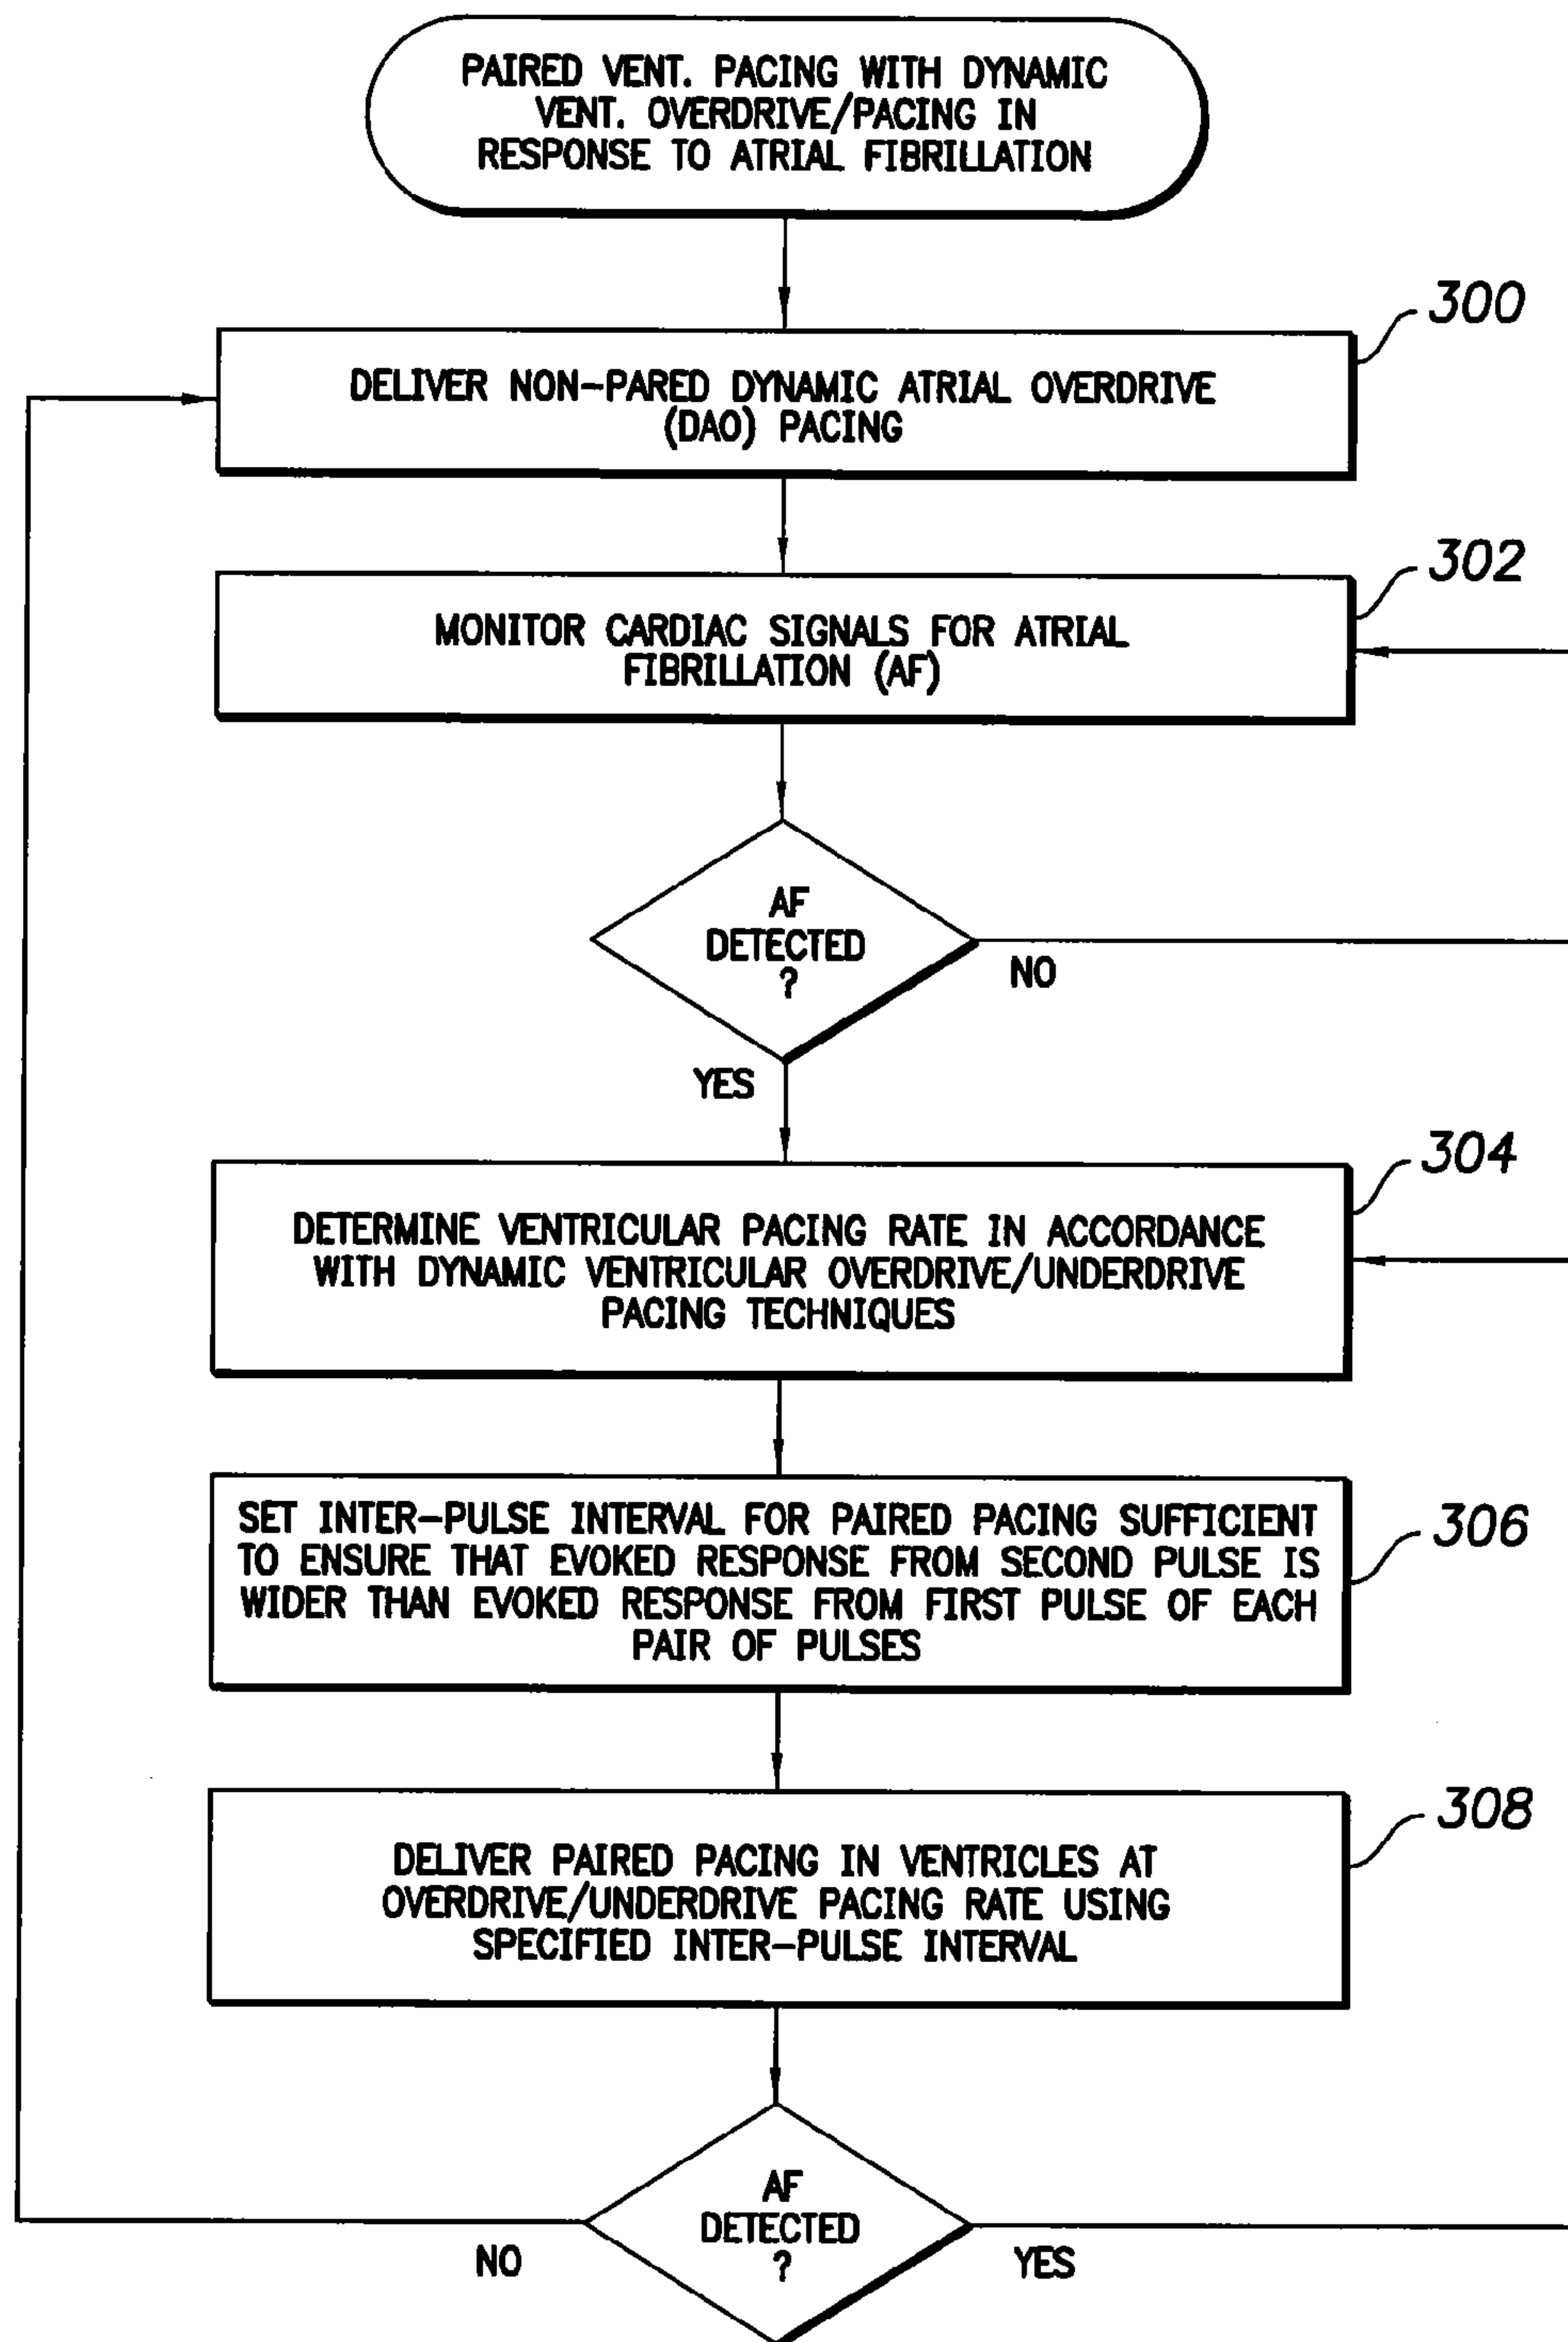 PAIRED VENT. PACING WITH DYNAMIC
VENT. OVERDRIVE/PACING IN
RESPONSE TO ATRIAL FIBRILLATION
300
DELIVER NON-PARED DYNAMIC ATRIAL OVERDRIVE
(DAO) PACING
302
MONITOR CARDIAC SIGNALS FOR ATRIAL
FIBRILLATION (AF)
AF
DETECTED
?
NO
YES
304
DETERMINE VENTRICULAR PACING RATE IN ACCORDANCE
WITH DYNAMIC VENTRICULAR OVERDRIVE/UNDERDRIVE
PACING TECHNIQUES
306
SET INTER-PULSE INTERVAL FOR PAIRED PACING SUFFICIENT
TO ENSURE THAT EVOKED RESPONSE FROM SECOND PULSE IS
WIDER THAN EVOKED RESPONSE FROM FIRST PULSE OF EACH
PAIR OF PULSES
308
DELIVER PAIRED PACING IN VENTRICLES AT
OVERDRIVE/UNDERDRIVE PACING RATE USING
SPECIFIED INTER-PULSE INTERVAL
AF
DETECTED
?
NO
YES